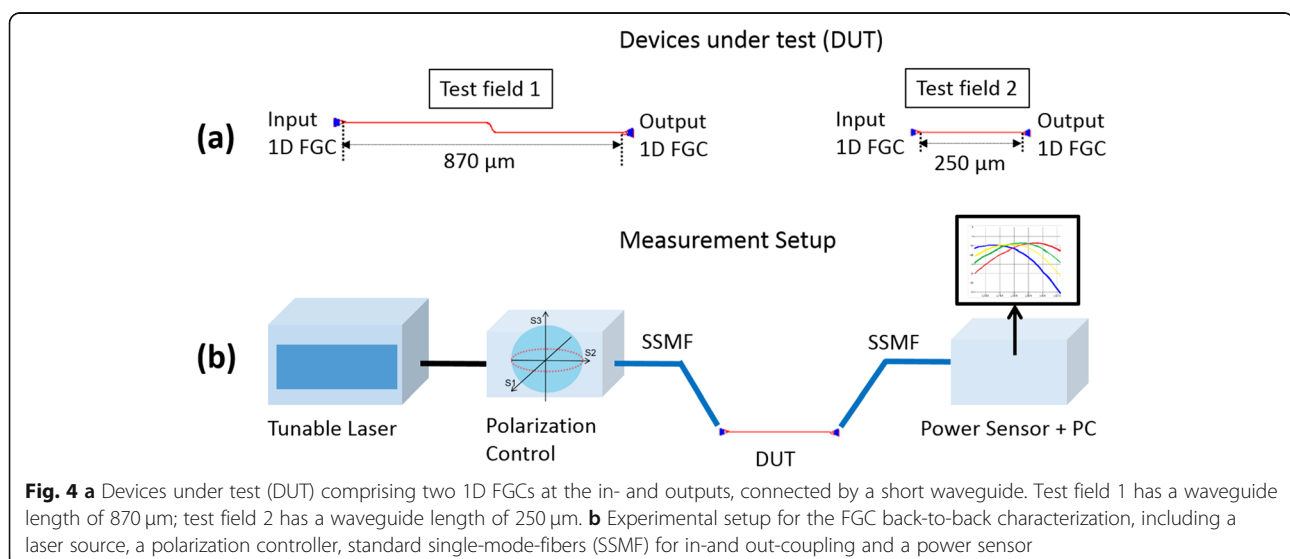 Devices under test (DUT)
Test field 1
Test field 2
(a)
Input
1D FGC
Output
1D FGC
870 µm
Input
1D FGC
Output
1D FGC
250 µm
Measurement Setup
(b)
S3
S2
S1
SSMF
SSMF
Tunable Laser
Polarization
Control
DUT
Power Sensor + PC
Fig. 4 a Devices under test (DUT) comprising two 1D FGCs at the in- and outputs, connected by a short waveguide. Test field 1 has a waveguide
length of 870 µm; test field 2 has a waveguide length of 250 µm. b Experimental setup for the FGC back-to-back characterization, including a
laser source, a polarization controller, standard single-mode-fibers (SSMF) for in-and out-coupling and a power sensor